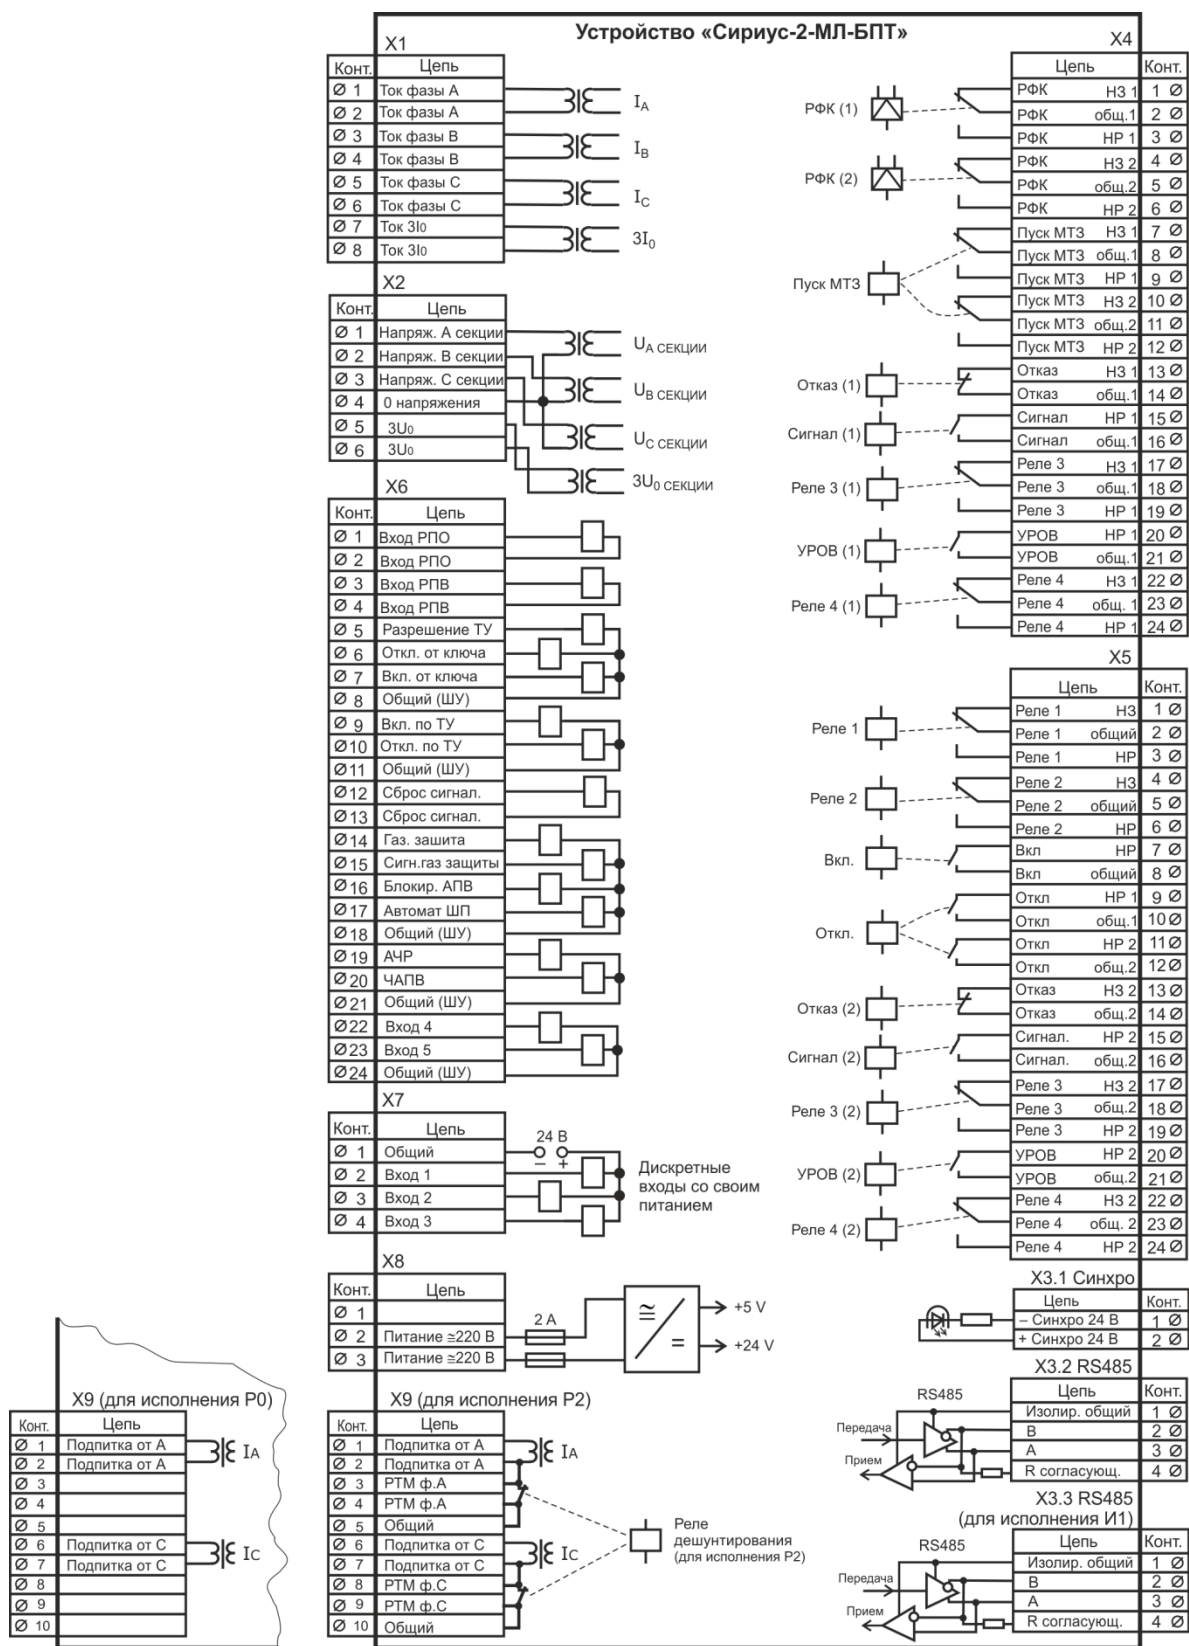 Устройство «Сириус-2-МЛ-БПТ»
X1
Конт. Цепь
Ø 1 Ток фазы А
Ø 2 Ток фазы А
Ø 3 Ток фазы В
Ø 4 Ток фазы В
Ø 5 Ток фазы С
Ø 6 Ток фазы С
Ø 7 Ток 3I0
Ø 8 Ток 3I0
IA
IB
IC
3I0
X2
Конт. Цепь
Ø 1 Напряж. А секции
Ø 2 Напряж. В секции
Ø 3 Напряж. С секции
Ø 4 0 напряжения
Ø 5 3U0
Ø 6 3U0
UА СЕКЦИИ
UВ СЕКЦИИ
UС СЕКЦИИ
3U0 СЕКЦИИ
X6
Конт. Цепь
Ø 1 Вход РПО
Ø 2 Вход РПО
Ø 3 Вход РПВ
Ø 4 Вход РПВ
Ø 5 Разрешение ТУ
Ø 6 Откл. от ключа
Ø 7 Вкл. от ключа
Ø 8 Общий (ШУ)
Ø 9 Вкл. по ТУ
Ø 10 Откл. по ТУ
Ø 11 Общий (ШУ)
Ø 12 Сброс сигнал.
Ø 13 Сброс сигнал.
Ø 14 Газ. зашита
Ø 15 Сигн.газ защиты
Ø 16 Блокир. АПВ
Ø 17 Автомат ШП
Ø 18 Общий (ШУ)
Ø 19 АЧР
Ø 20 ЧАПВ
Ø 21 Общий (ШУ)
Ø 22 Вход 4
Ø 23 Вход 5
Ø 24 Общий (ШУ)
X7
Конт. Цепь
Ø 1 Общий
Ø 2 Вход 1
Ø 3 Вход 2
Ø 4 Вход 3
24 В
– +
Дискретные
входы со своим
питанием
X8
Конт. Цепь
Ø 1
Ø 2 Питание ≅220 В
Ø 3 Питание ≅220 В
2 А
≅
=
+5 V
+24 V
X9 (для исполнения Р0)
Конт. Цепь
Ø 1 Подпитка от А
Ø 2 Подпитка от А
Ø 3
Ø 4
Ø 5
Ø 6 Подпитка от С
Ø 7 Подпитка от С
Ø 8
Ø 9
Ø 10
IA
IC
X9 (для исполнения Р2)
Конт. Цепь
Ø 1 Подпитка от А
Ø 2 Подпитка от А
Ø 3 РТМ ф.А
Ø 4 РТМ ф.А
Ø 5 Общий
Ø 6 Подпитка от С
Ø 7 Подпитка от С
Ø 8 РТМ ф.С
Ø 9 РТМ ф.С
Ø 10 Общий
IA
IC
Реле
дешунтирования
(для исполнения Р2)
X4
Цепь Конт.
РФК НЗ 1 1 Ø
РФК общ.1 2 Ø
РФК НР 1 3 Ø
РФК НЗ 2 4 Ø
РФК общ.2 5 Ø
РФК НР 2 6 Ø
Пуск МТЗ НЗ 1 7 Ø
Пуск МТЗ общ.1 8 Ø
Пуск МТЗ НР 1 9 Ø
Пуск МТЗ НЗ 2 10 Ø
Пуск МТЗ общ.2 11 Ø
Пуск МТЗ НР 2 12 Ø
Отказ НЗ 1 13 Ø
Отказ общ.1 14 Ø
Сигнал НР 1 15 Ø
Сигнал общ.1 16 Ø
Реле 3 НЗ 1 17 Ø
Реле 3 общ.1 18 Ø
Реле 3 НР 1 19 Ø
УРОВ НР 1 20 Ø
УРОВ общ.1 21 Ø
Реле 4 НЗ 1 22 Ø
Реле 4 общ. 1 23 Ø
Реле 4 НР 1 24 Ø
РФК (1)
РФК (2)
Пуск МТЗ
Отказ (1)
Сигнал (1)
Реле 3 (1)
УРОВ (1)
Реле 4 (1)
X5
Цепь Конт.
Реле 1 НЗ 1 Ø
Реле 1 общий 2 Ø
Реле 1 НР 3 Ø
Реле 2 НЗ 4 Ø
Реле 2 общий 5 Ø
Реле 2 НР 6 Ø
Вкл НР 7 Ø
Вкл общий 8 Ø
Откл НР 1 9 Ø
Откл общ.1 10 Ø
Откл НР 2 11 Ø
Откл общ.2 12 Ø
Отказ НЗ 2 13 Ø
Отказ общ.2 14 Ø
Сигнал. НР 2 15 Ø
Сигнал. общ.2 16 Ø
Реле 3 НЗ 2 17 Ø
Реле 3 общ.2 18 Ø
Реле 3 НР 2 19 Ø
УРОВ НР 2 20 Ø
УРОВ общ.2 21 Ø
Реле 4 НЗ 2 22 Ø
Реле 4 общ. 2 23 Ø
Реле 4 НР 2 24 Ø
Реле 1
Реле 2
Вкл.
Откл.
Отказ (2)
Сигнал (2)
Реле 3 (2)
УРОВ (2)
Реле 4 (2)
X3.1 Синхро
Цепь Конт.
– Синхро 24 В 1 Ø
+ Синхро 24 В 2 Ø
X3.2 RS485
Цепь Конт.
Изолир. общий 1 Ø
В 2 Ø
А 3 Ø
R согласующ. 4 Ø
RS485
Передача
Прием
X3.3 RS485
(для исполнения И1)
Цепь Конт.
Изолир. общий 1 Ø
В 2 Ø
А 3 Ø
R согласующ. 4 Ø
RS485
Передача
Прием